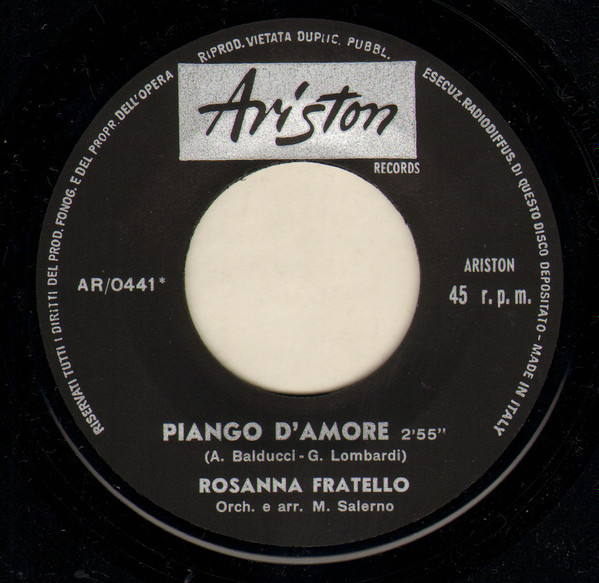 RISERVATI TUTTI I DIRITTI DEL PROD. FONOG. E DEL PROPR. DELL'OPERA
RIPROD. VIETATA DUPLIC. PUBBL.
ESECUZ. RADIODIFFUS. DI QUESTO DISCO DEPOSITATO - MADE IN ITALY
Ariston
RECORDS
AR/0441*
ARISTON
45 r.p.m.
PIANGO D'AMORE 2'55"
(A. Balducci - G. Lombardi)
ROSANNA FRATELLO
Orch. e arr. M. Salerno